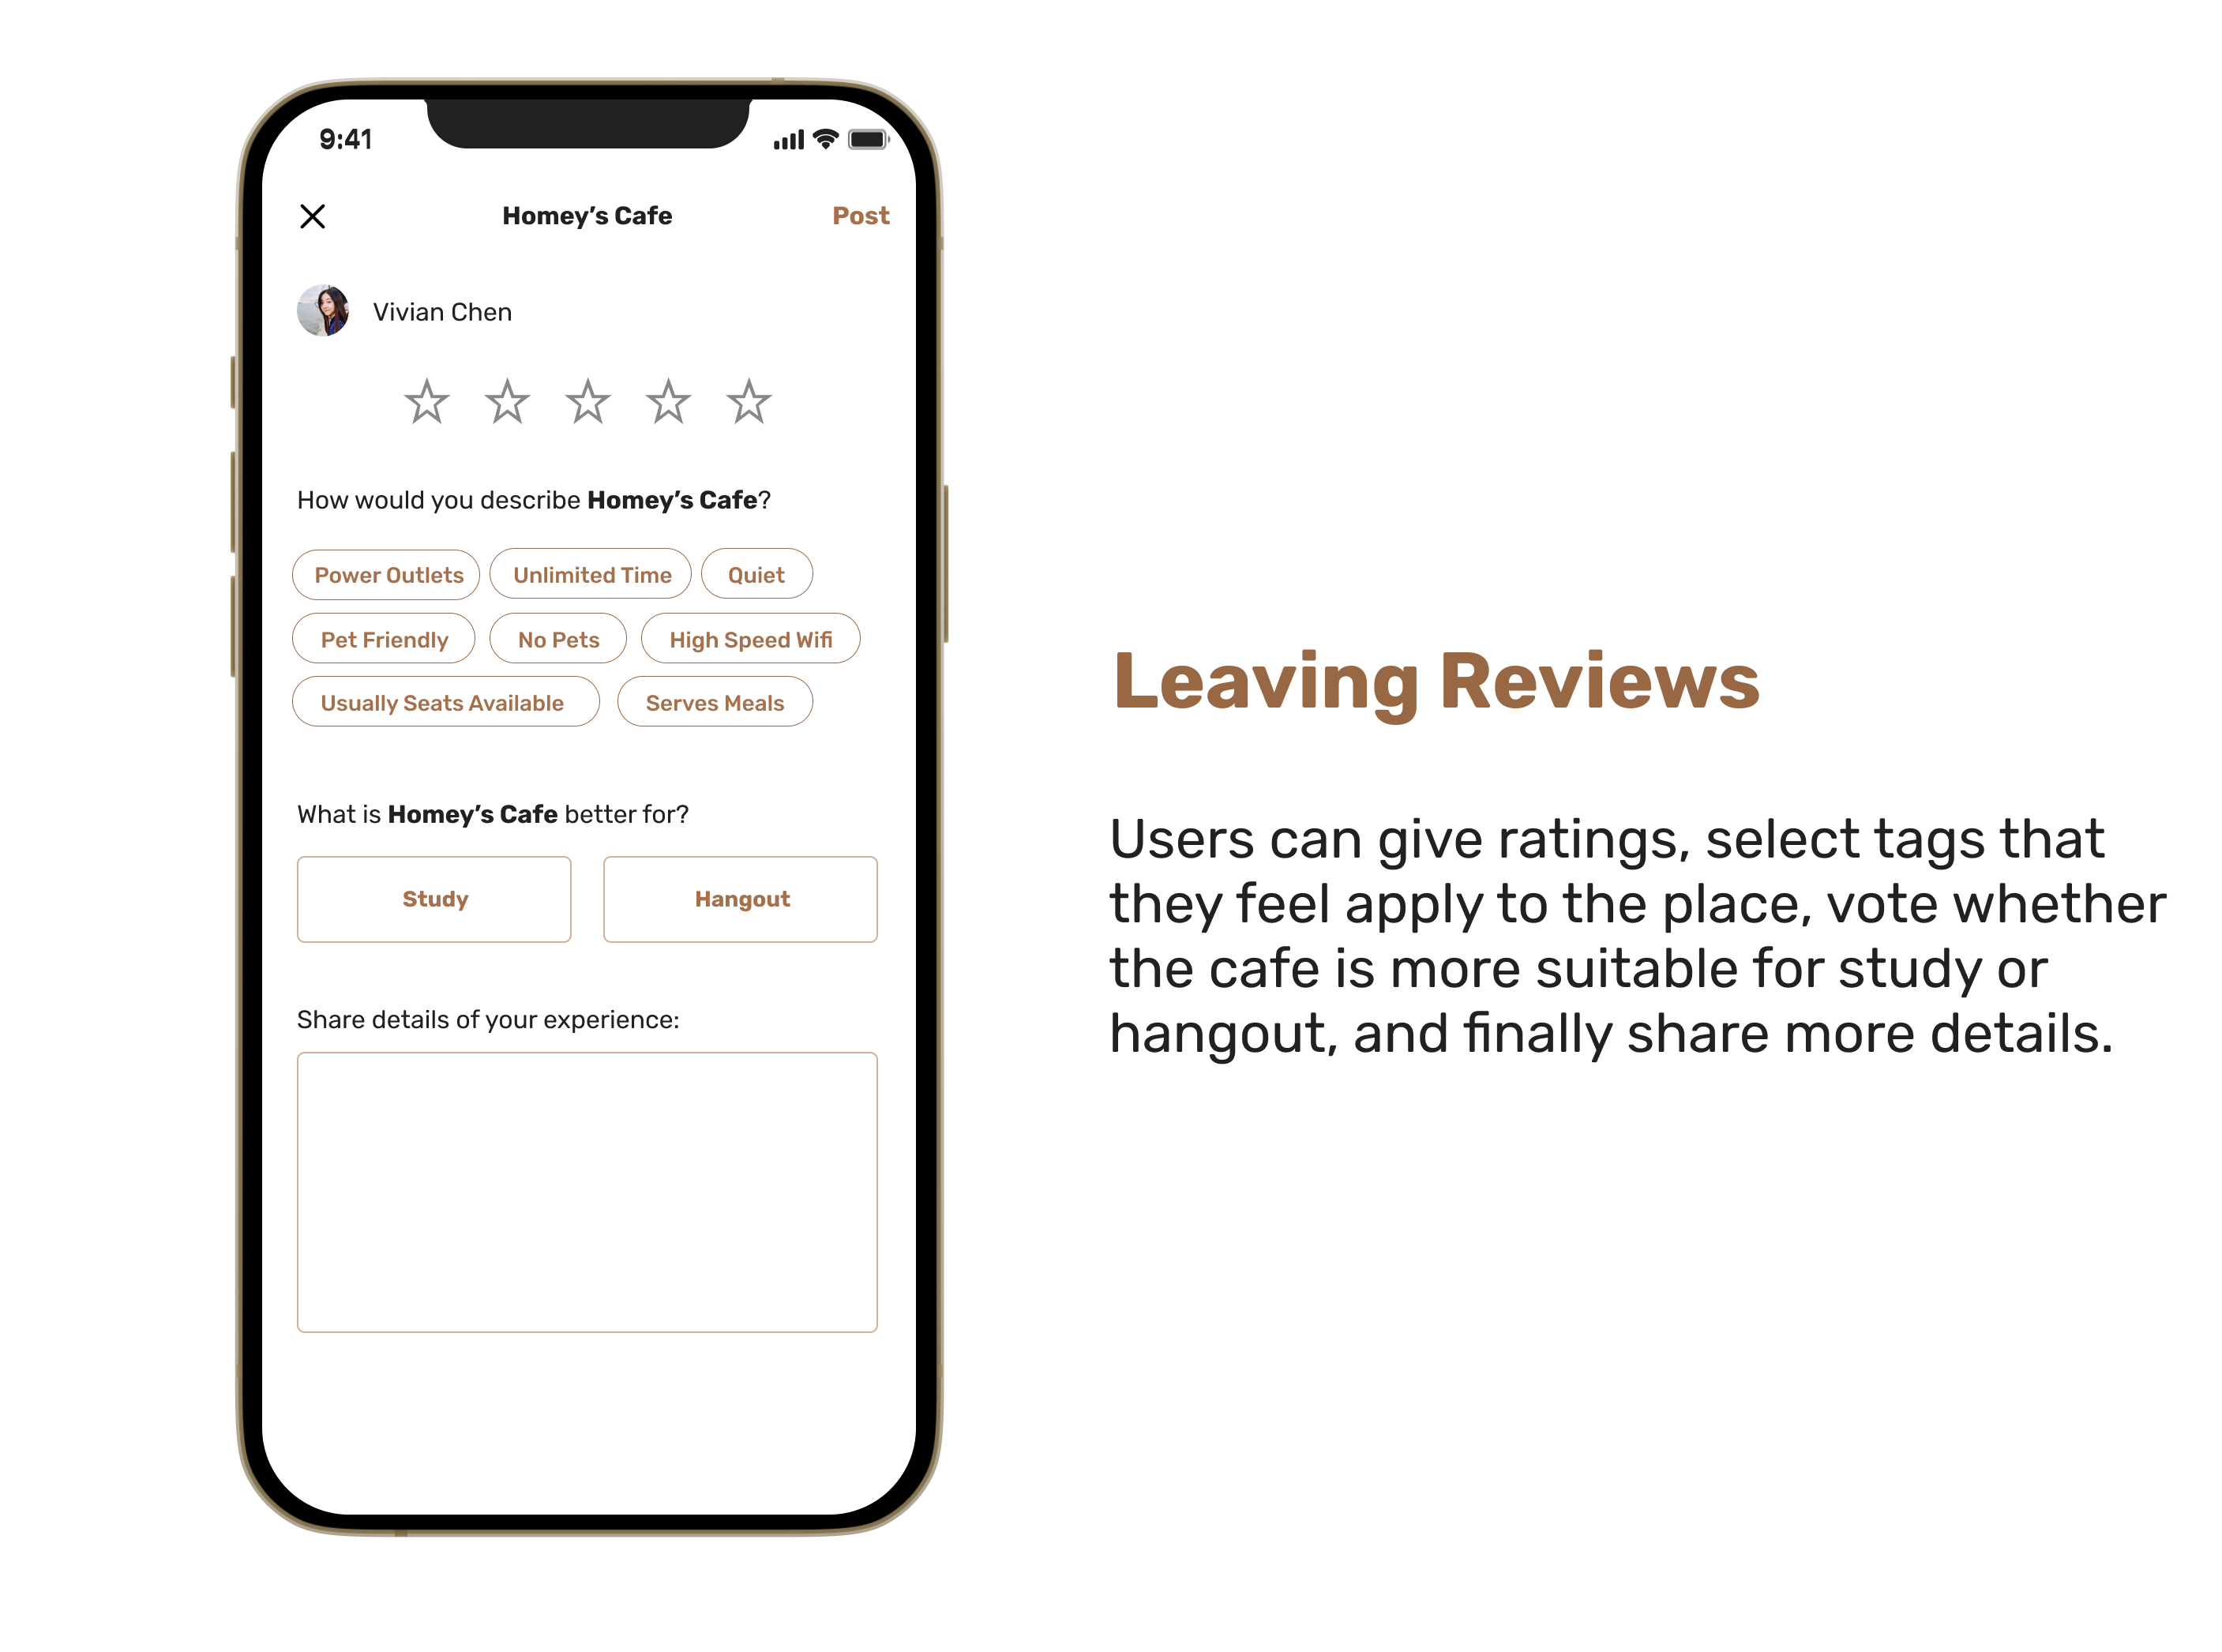 9:41
Homey’s Cafe
Post
Vivian Chen
How would you describe Homey’s Cafe?
Power Outlets
Unlimited Time
Quiet
Pet Friendly
No Pets
High Speed Wifi
Usually Seats Available
Serves Meals
What is Homey’s Cafe better for?
Study
Hangout
Share details of your experience:
Leaving Reviews
Users can give ratings, select tags that
they feel apply to the place, vote whether
the cafe is more suitable for study or
hangout, and finally share more details.